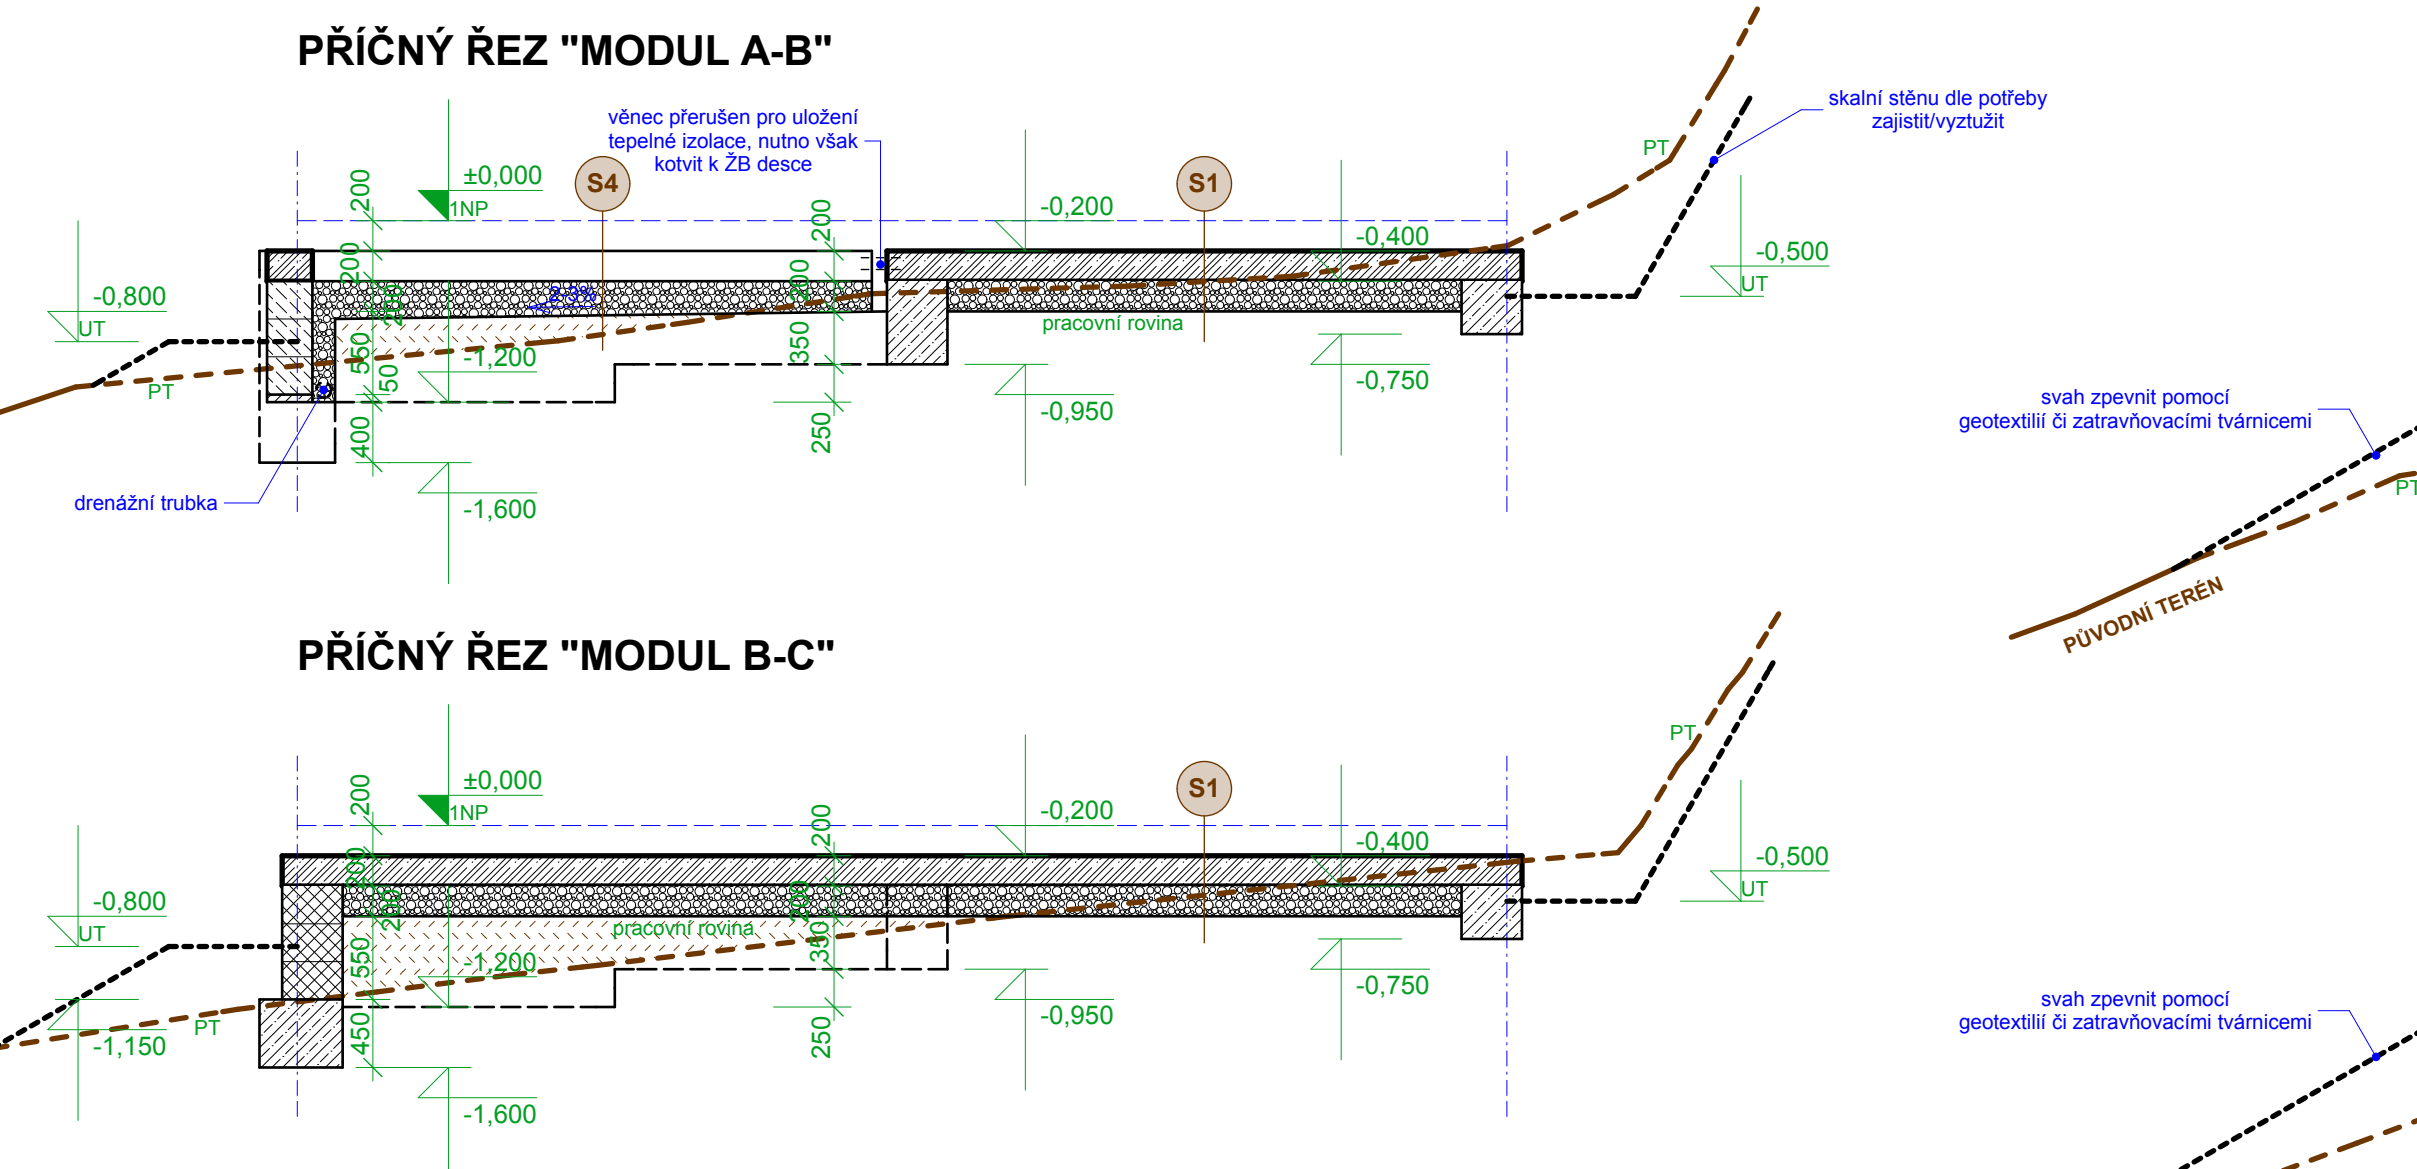 PŘÍČNÝ ŘEZ "MODUL A-B"
věnec přerušen pro uložení
tepelné izolace, nutno však
kotvit k ŽB desce
skalní stěnu dle potřeby
zajistit/vyztužit
PT
S4
S1
±0,000
1NP
200
200
200
550
50
400
200
200
350
250
-0,200
-0,400
-0,500
UT
-0,800
UT
2-3%
pracovní rovina
-1,200
-0,750
-0,950
PT
-1,600
drenážní trubka
svah zpevnit pomocí
geotextilií či zatravňovacími tvárnicemi
PT
PŮVODNÍ TERÉN
PŘÍČNÝ ŘEZ "MODUL B-C"
PT
S1
±0,000
1NP
200
200
200
550
450
200
200
350
250
-0,200
-0,400
-0,500
UT
-0,800
UT
pracovní rovina
-1,200
-0,750
-0,950
-1,150
PT
-1,600
svah zpevnit pomocí
geotextilií či zatravňovacími tvárnicemi